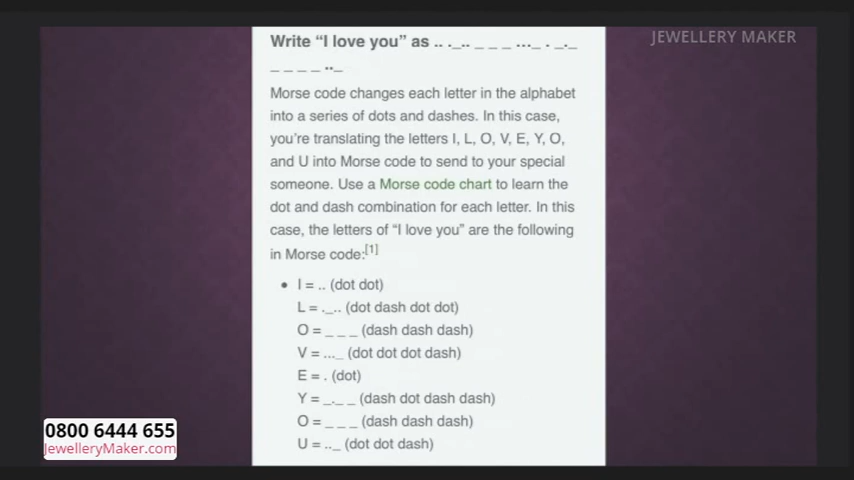 JEWELLERY MAKER
Write “I love you” as .. ._.. _ _ _ ..._ . _._
_ _ _ _ .._
Morse code changes each letter in the alphabet
into a series of dots and dashes. In this case,
you’re translating the letters I, L, O, V, E, Y, O,
and U into Morse code to send to your special
someone. Use a Morse code chart to learn the
dot and dash combination for each letter. In this
case, the letters of “I love you” are the following
in Morse code:[1]
• I = .. (dot dot)
L = ._.. (dot dash dot dot)
O = _ _ _ (dash dash dash)
V = ..._ (dot dot dot dash)
E = . (dot)
Y = _._ _ (dash dot dash dash)
O = _ _ _ (dash dash dash)
U = .._ (dot dot dash)
0800 6444 655
JewelleryMaker.com